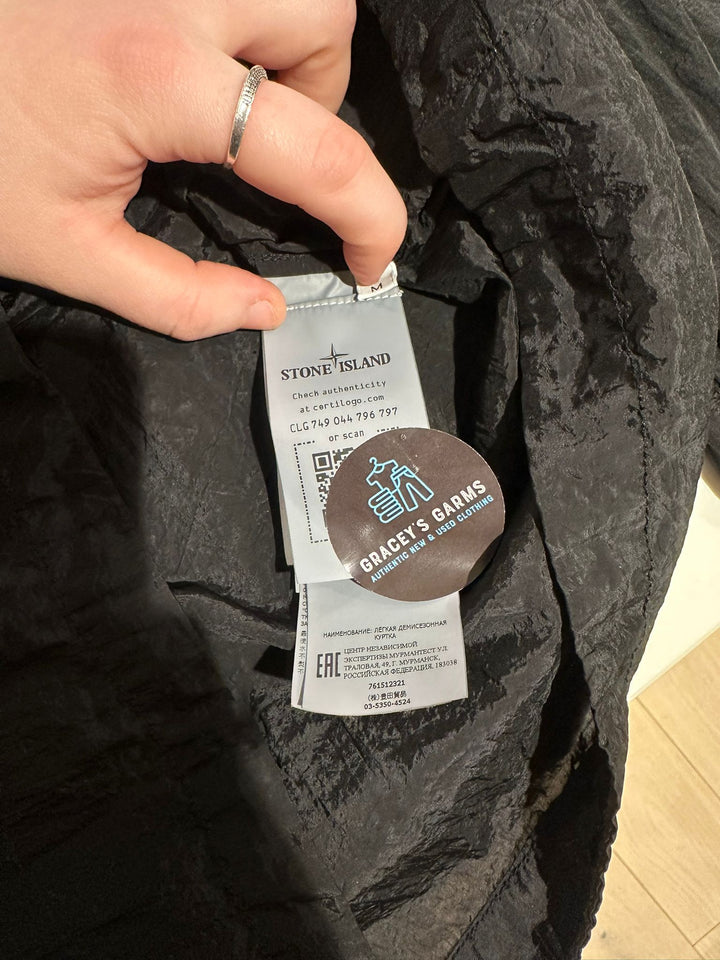 M
STONE ISLAND
Check authenticity
at certilogo.com
CLG 749 044 796 797
or scan
GRACEY'S GARMS
AUTHENTIC NEW & USED CLOTHING
НАИМЕНОВАНИЕ: ЛЁГКАЯ ДЕМИСЕЗОННАЯ
КУРТКА
EAC
ЦЕНТР НЕЗАВИСИМОЙ
ЭКСПЕРТИЗЫ МУРМАНТЕСТ УЛ.
ТРАЛОВАЯ, 49, Г. МУРМАНСК,
РОССИЙСКАЯ ФЕДЕРАЦИЯ, 183038
761512321
(株)豊田貿易
03-5350-4524